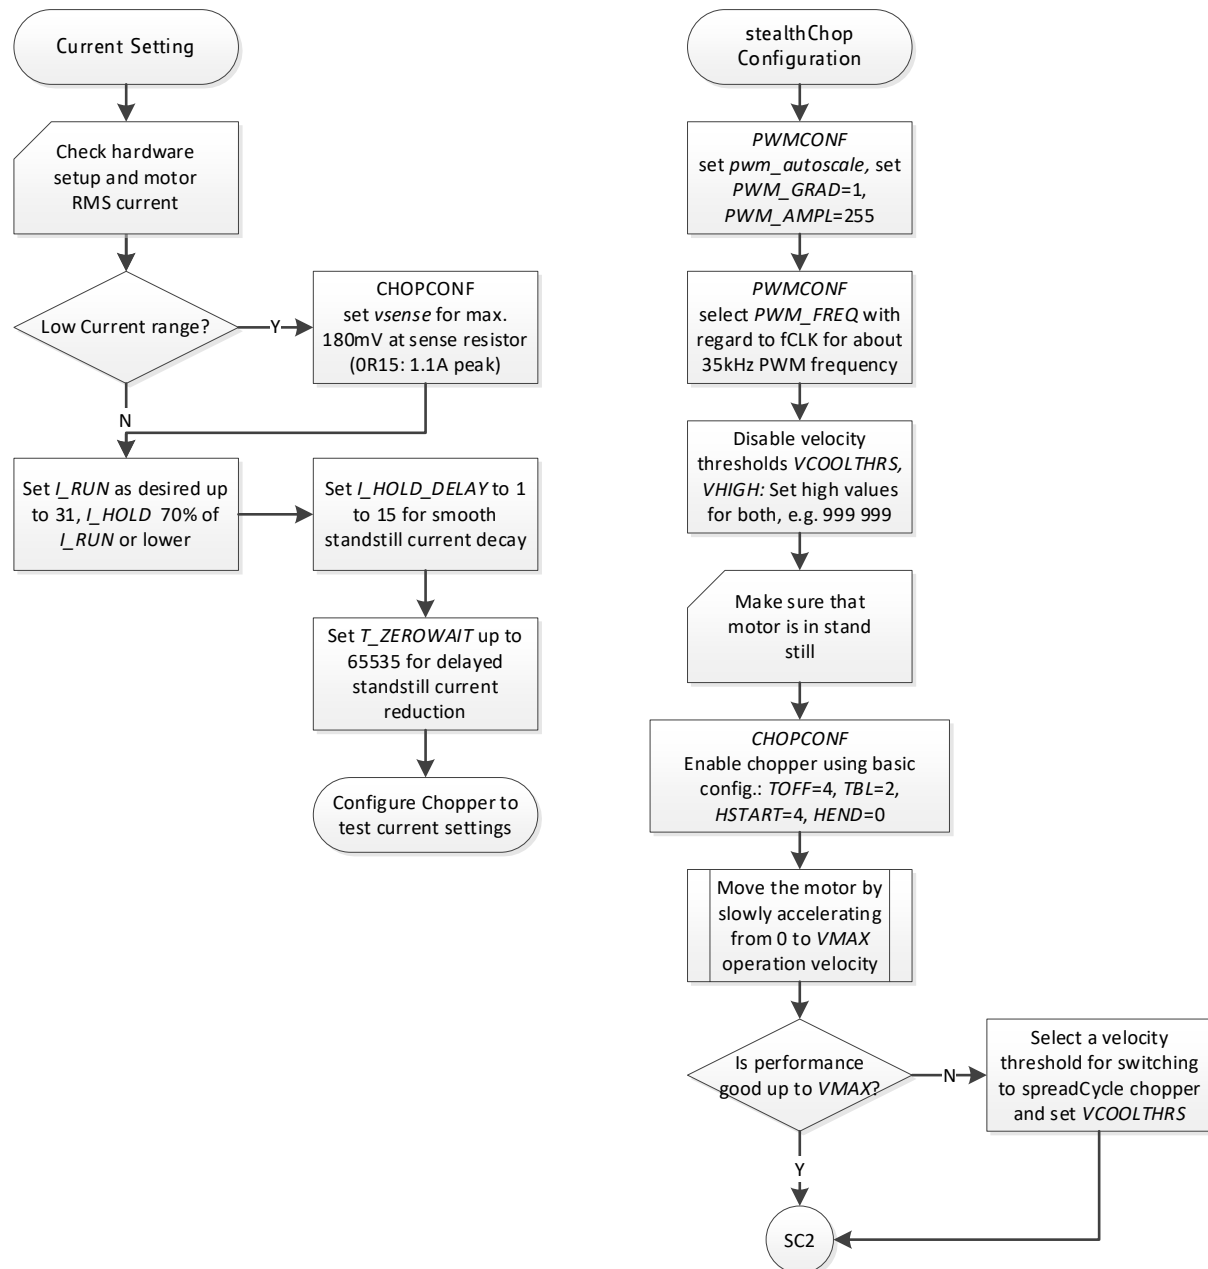 Current Setting
Check hardware
setup and motor
RMS current
Low Current range?
Y
N
CHOPCONF
set vsense for max.
180mV at sense resistor
(0R15: 1.1A peak)
Set I_RUN as desired up
to 31, I_HOLD 70% of
I_RUN or lower
Set I_HOLD_DELAY to 1
to 15 for smooth
standstill current decay
Set T_ZEROWAIT up to
65535 for delayed
standstill current
reduction
Configure Chopper to
test current settings
stealthChop
Configuration
PWMCONF
set pwm_autoscale, set
PWM_GRAD=1,
PWM_AMPL=255
PWMCONF
select PWM_FREQ with
regard to fCLK for about
35kHz PWM frequency
Disable velocity
thresholds VCOOLTHRS,
VHIGH: Set high values
for both, e.g. 999 999
Make sure that
motor is in stand
still
CHOPCONF
Enable chopper using basic
config.: TOFF=4, TBL=2,
HSTART=4, HEND=0
Move the motor by
slowly accelerating
from 0 to VMAX
operation velocity
Is performance
good up to VMAX?
N
Select a velocity
threshold for switching
to spreadCycle chopper
and set VCOOLTHRS
Y
SC2